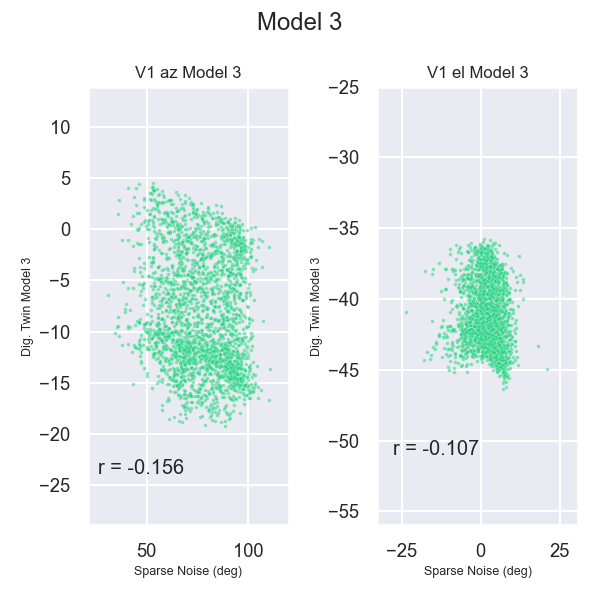 Model 3
V1 az Model 3
10
5
0
−5
−10
−15
−20
−25
Dig. Twin Model 3
r = -0.156
50
100
Sparse Noise (deg)
V1 el Model 3
−25
−30
−35
−40
−45
−50
−55
Dig. Twin Model 3
r = -0.107
−25
0
25
Sparse Noise (deg)